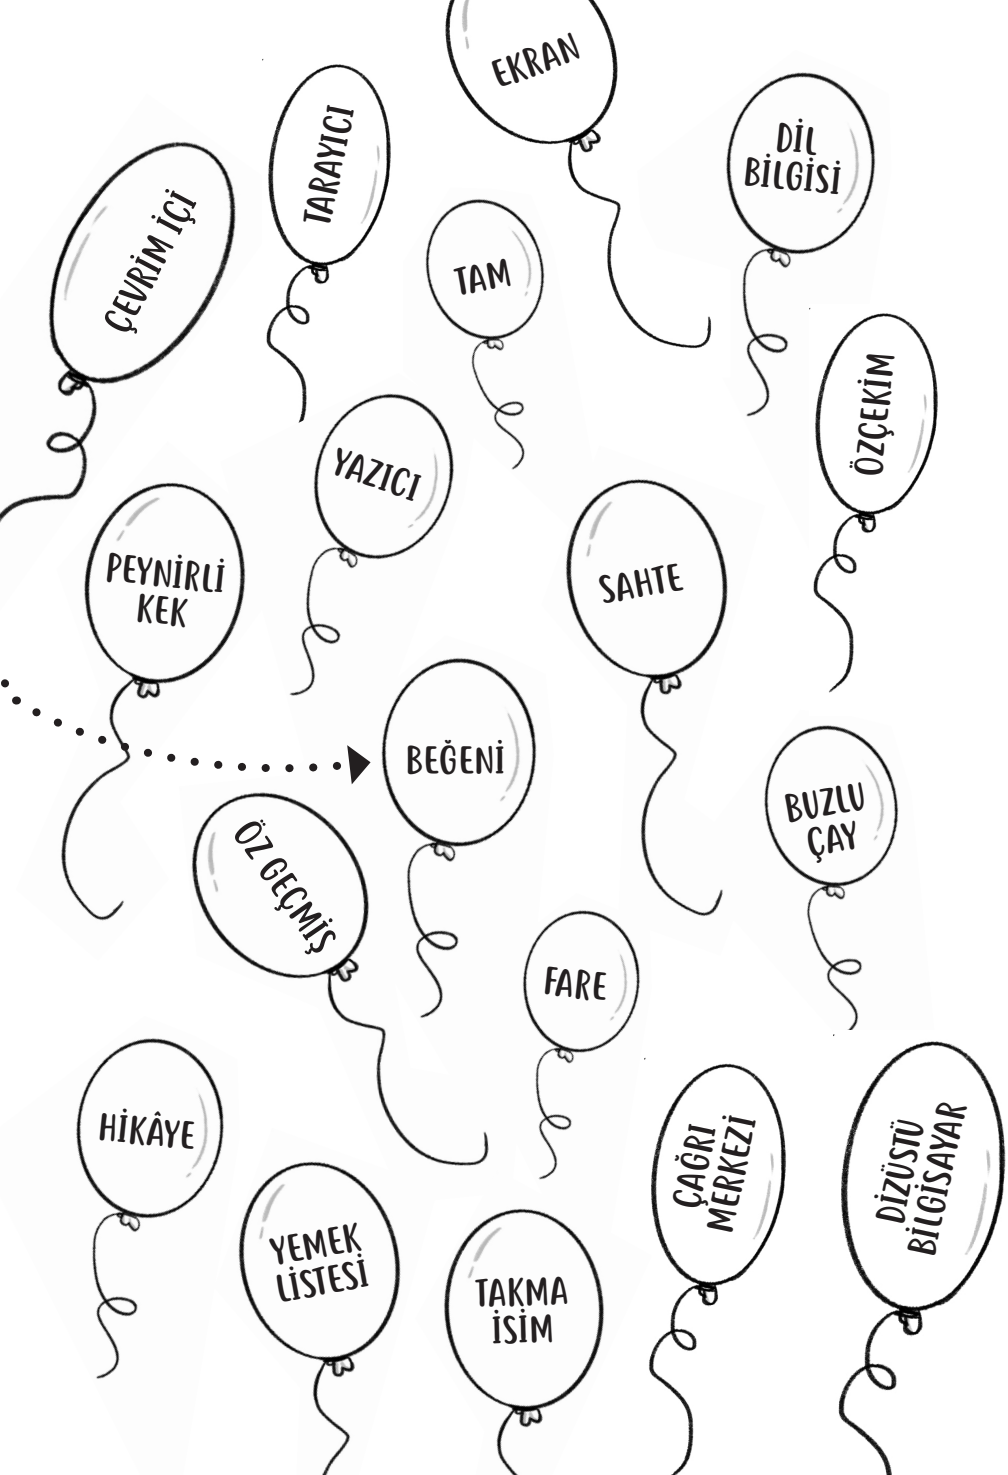 EKRAN
TARAYICI
DİL
BİLGİSİ
ÇEVRİM İÇİ
TAM
ÖZÇEKİM
YAZICI
PEYNİRLİ
KEK
SAHTE
BEĞENİ
BUZLU
ÇAY
ÖZ GEÇMİŞ
FARE
HİKÂYE
ÇAĞRI
MERKEZİ
DİZÜSTÜ
BİLGİSAYAR
YEMEK
LİSTESİ
TAKMA
İSİM